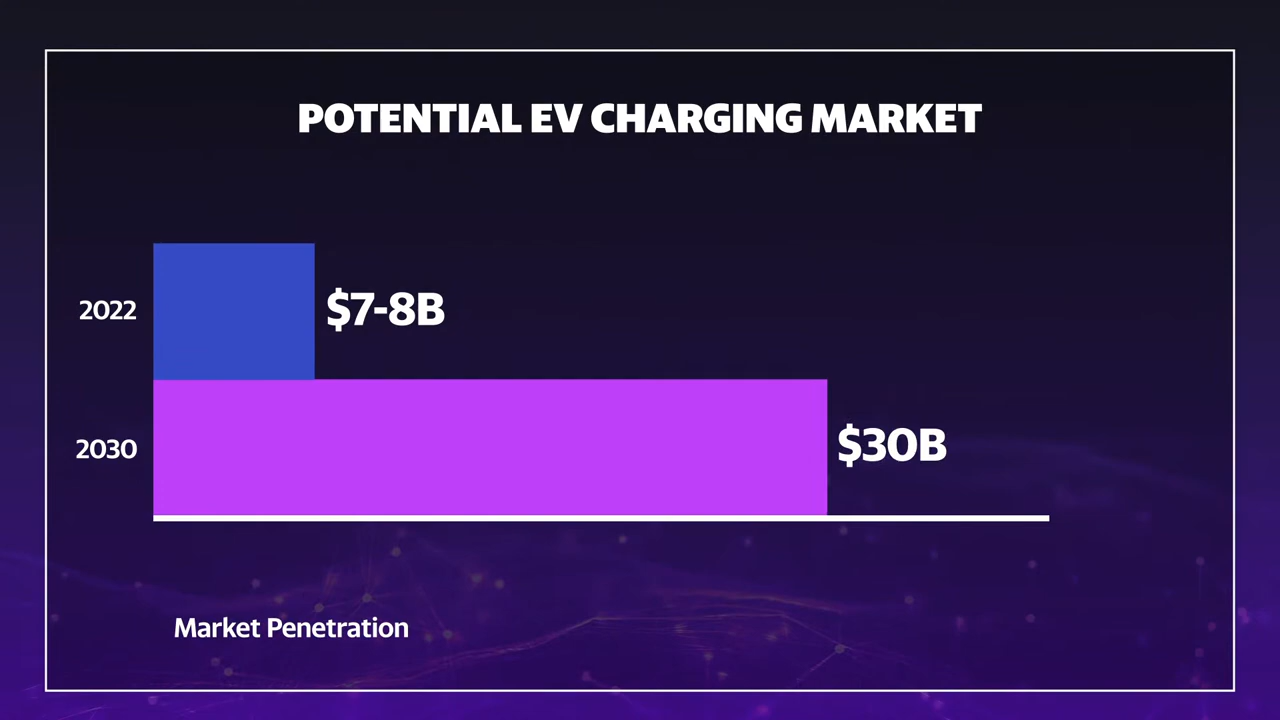 POTENTIAL EV CHARGING MARKET
2022
$7-8B
2030
$30B
Market Penetration